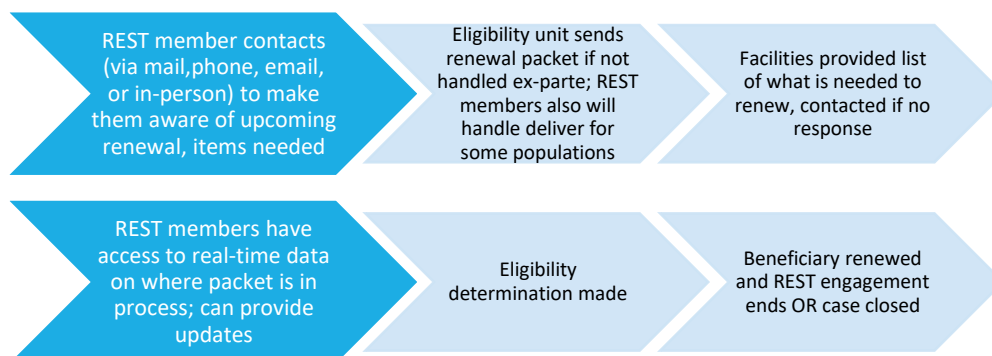 REST member contacts
(via mail,phone, email,
or in-person) to make
them aware of upcoming
renewal, items needed
Eligibility unit sends
renewal packet if not
handled ex-parte; REST
members also will
handle deliver for
some populations
Facilities provided list
of what is needed to
renew, contacted if no
response
REST members have
access to real-time data
on where packet is in
process; can provide
updates
Eligibility
determination made
Beneficiary renewed
and REST engagement
ends OR case closed